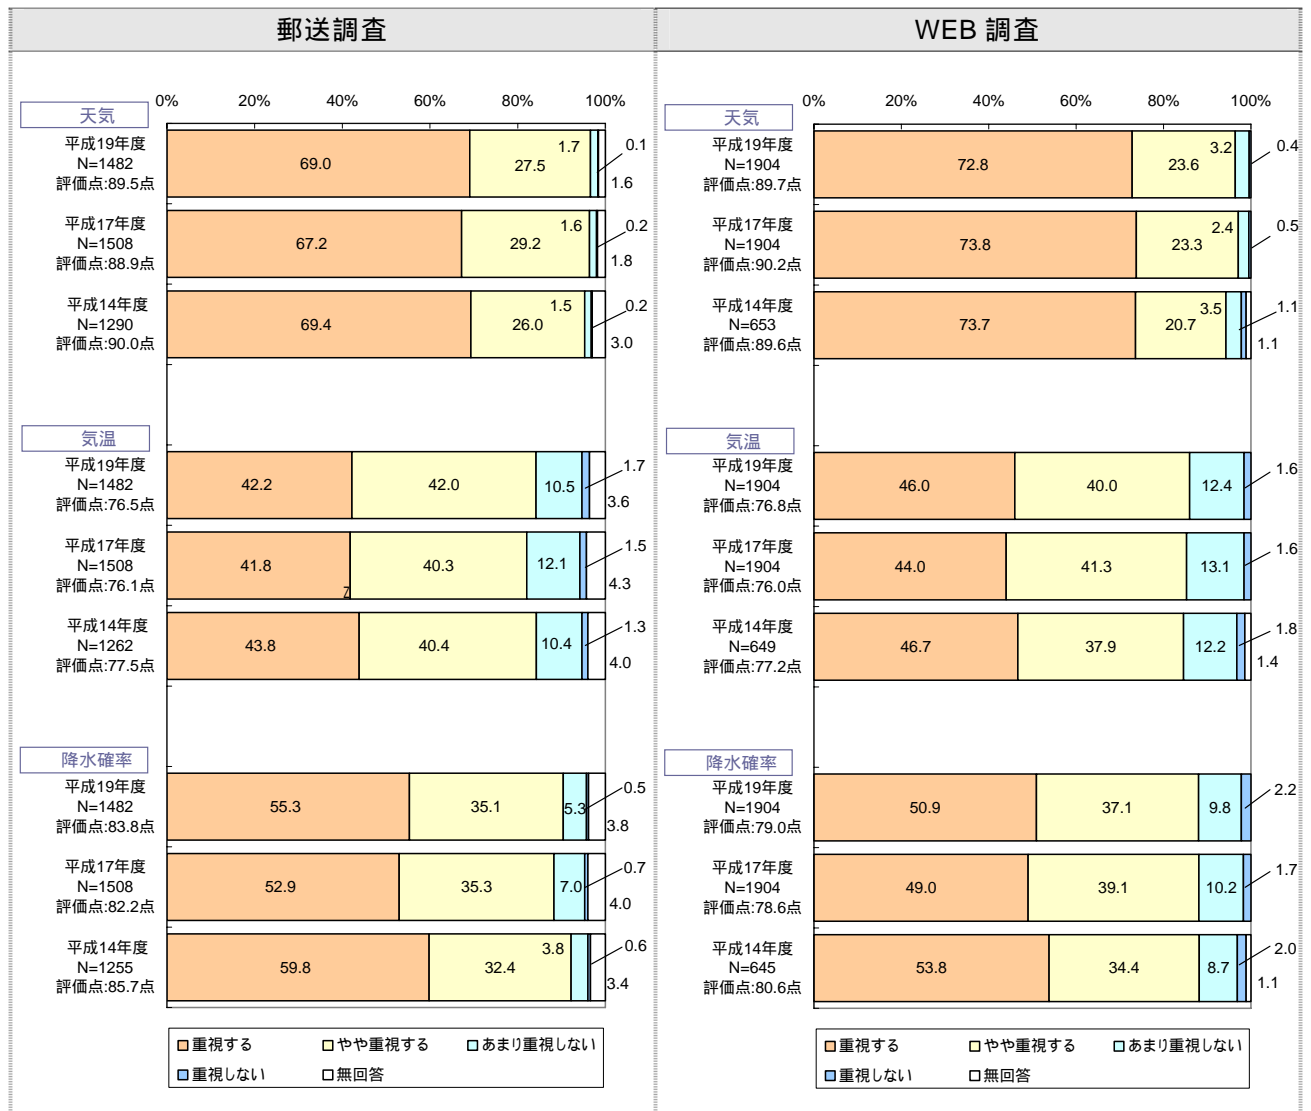 郵送調査
天気
0% 20% 40% 60% 80% 100%
平成19年度
N=1482
評価点:89.5点
69.0 27.5 1.7 0.1 1.6
平成17年度
N=1508
評価点:88.9点
67.2 29.2 1.6 0.2 1.8
平成14年度
N=1290
評価点:90.0点
69.4 26.0 1.5 0.2 3.0
気温
平成19年度
N=1482
評価点:76.5点
42.2 42.0 10.5 1.7 3.6
平成17年度
N=1508
評価点:76.1点
41.8 40.3 12.1 1.5 4.3
平成14年度
N=1262
評価点:77.5点
43.8 40.4 10.4 1.3 4.0
降水確率
平成19年度
N=1482
評価点:83.8点
55.3 35.1 5.3 0.5 3.8
平成17年度
N=1508
評価点:82.2点
52.9 35.3 7.0 0.7 4.0
平成14年度
N=1255
評価点:85.7点
59.8 32.4 3.8 0.6 3.4
重視する やや重視する あまり重視しない
重視しない 無回答
WEB 調査
天気
0% 20% 40% 60% 80% 100%
平成19年度
N=1904
評価点:89.7点
72.8 23.6 3.2 0.4
平成17年度
N=1904
評価点:90.2点
73.8 23.3 2.4 0.5
平成14年度
N=653
評価点:89.6点
73.7 20.7 3.5 1.1 1.1
気温
平成19年度
N=1904
評価点:76.8点
46.0 40.0 12.4 1.6
平成17年度
N=1904
評価点:76.0点
44.0 41.3 13.1 1.6
平成14年度
N=649
評価点:77.2点
46.7 37.9 12.2 1.8 1.4
降水確率
平成19年度
N=1904
評価点:79.0点
50.9 37.1 9.8 2.2
平成17年度
N=1904
評価点:78.6点
49.0 39.1 10.2 1.7
平成14年度
N=645
評価点:80.6点
53.8 34.4 8.7 2.0 1.1
重視する やや重視する あまり重視しない
重視しない 無回答